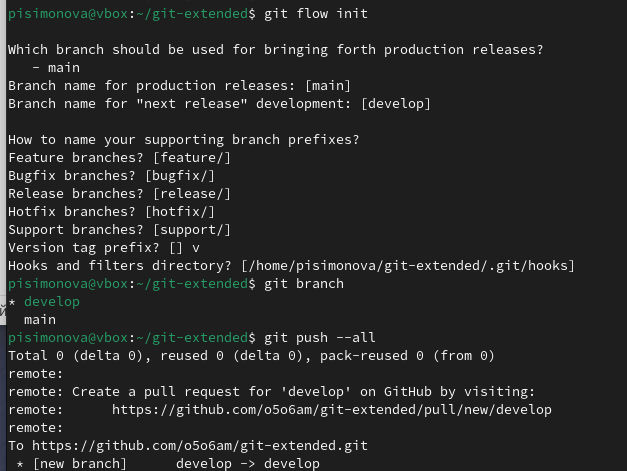 pisimonova@vbox:~/git-extended$ git flow init

Which branch should be used for bringing forth production releases?
   - main
Branch name for production releases: [main]
Branch name for "next release" development: [develop]

How to name your supporting branch prefixes?
Feature branches? [feature/]
Bugfix branches? [bugfix/]
Release branches? [release/]
Hotfix branches? [hotfix/]
Support branches? [support/]
Version tag prefix? [] v
Hooks and filters directory? [/home/pisimonova/git-extended/.git/hooks]
pisimonova@vbox:~/git-extended$ git branch
* develop
  main
pisimonova@vbox:~/git-extended$ git push --all
Total 0 (delta 0), reused 0 (delta 0), pack-reused 0 (from 0)
remote:
remote: Create a pull request for 'develop' on GitHub by visiting:
remote:      https://github.com/o5o6am/git-extended/pull/new/develop
remote:
To https://github.com/o5o6am/git-extended.git
 * [new branch]      develop -> develop